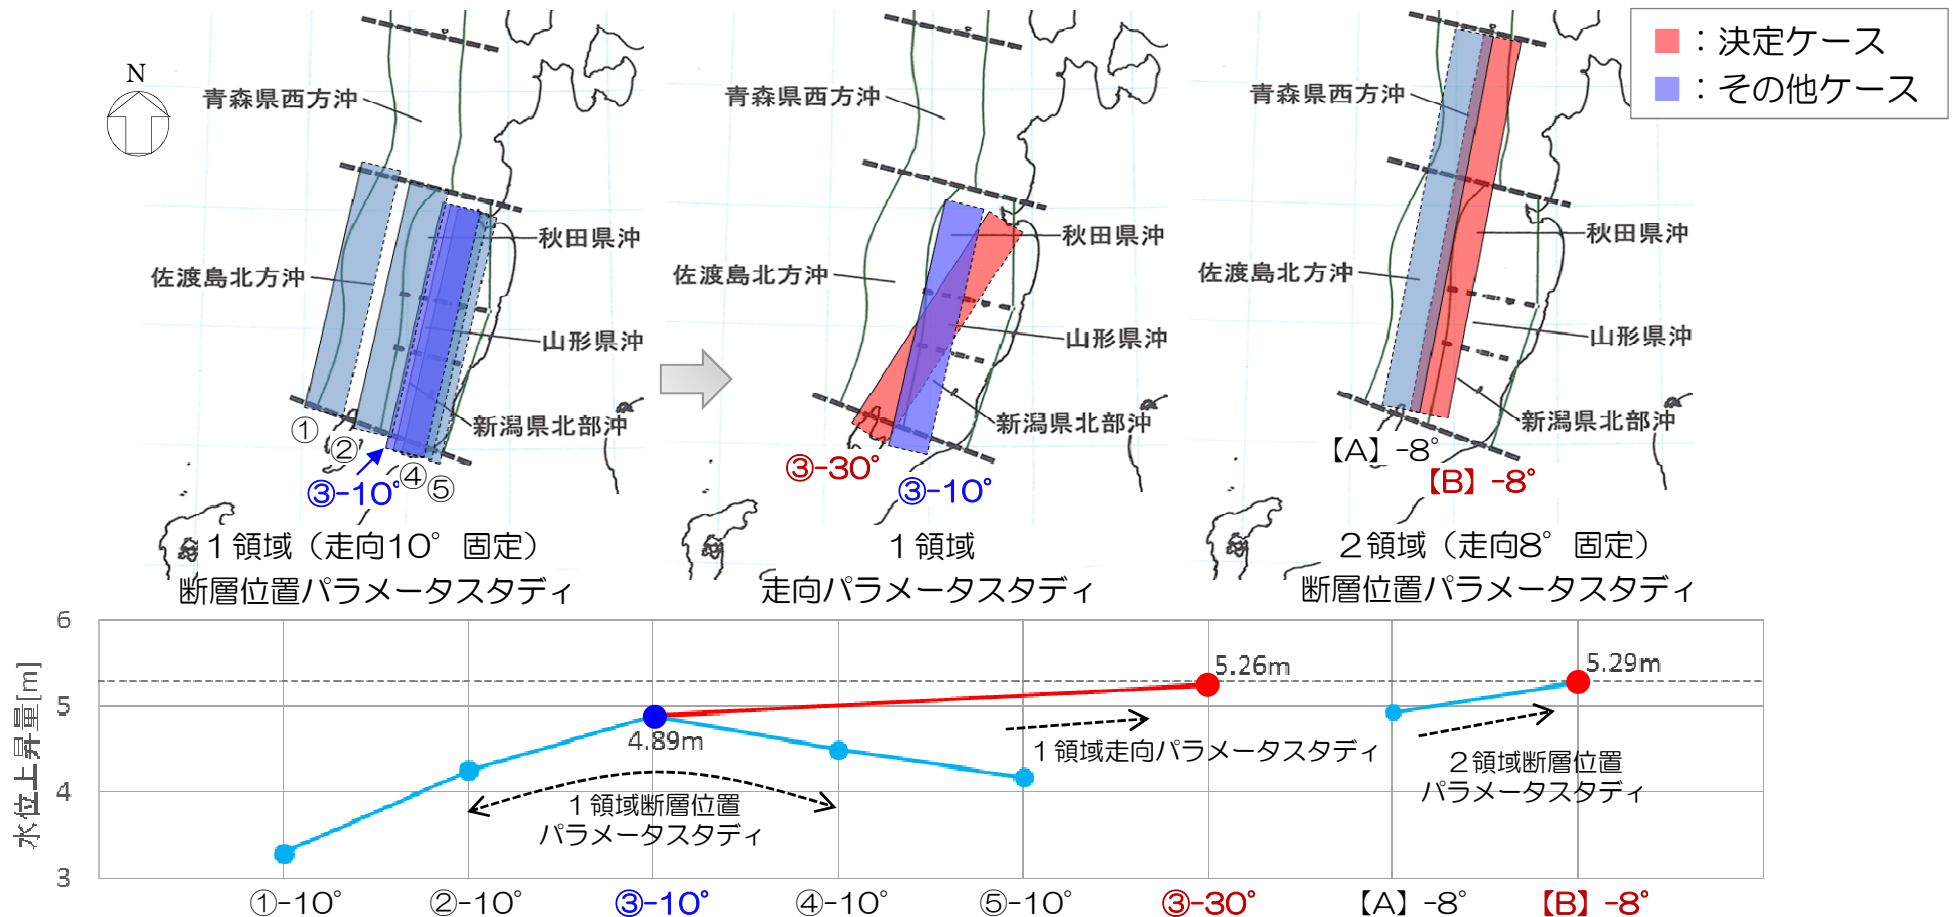 ■：決定ケース
■：その他ケース
N
青森県西方沖
秋田県沖
佐渡島北方沖
山形県沖
新潟県北部沖
①
②
③-10°
④
⑤
1領域（走向10°固定）
断層位置パラメータスタディ
青森県西方沖
秋田県沖
佐渡島北方沖
山形県沖
新潟県北部沖
③-30°
③-10°
1領域
走向パラメータスタディ
青森県西方沖
秋田県沖
佐渡島北方沖
山形県沖
新潟県北部沖
【A】-8°
【B】-8°
2領域（走向8°固定）
断層位置パラメータスタディ
水位上昇量[m]
6
5
4
3
4.89m
5.26m
5.29m
1領域断層位置
パラメータスタディ
1領域走向パラメータスタディ
2領域断層位置
パラメータスタディ
①-10°
②-10°
③-10°
④-10°
⑤-10°
③-30°
【A】-8°
【B】-8°